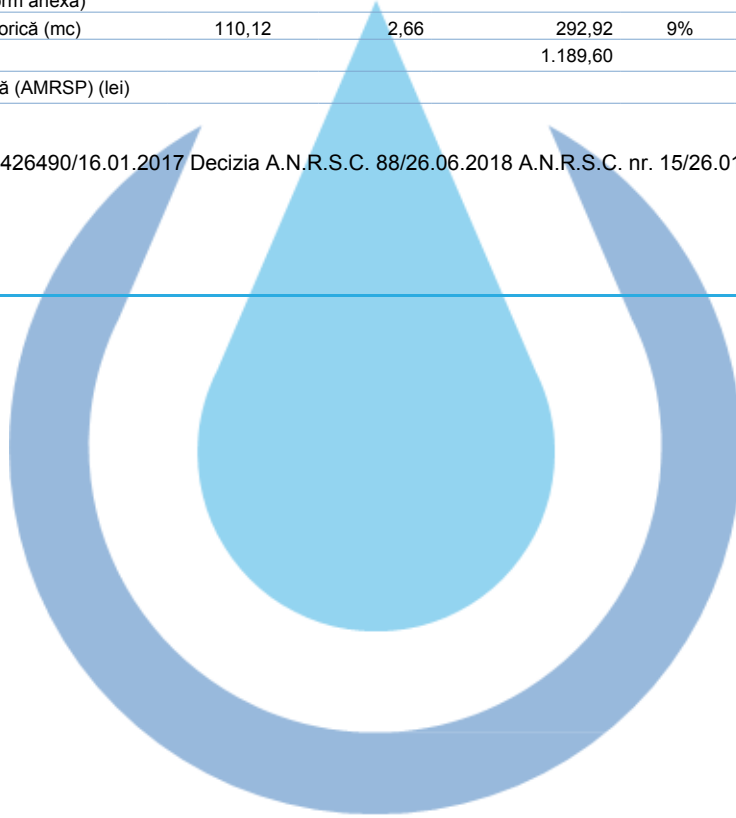 orm anexă)
orică (mc) 110,12 2,66 292,92 9%
1.189,60
ă (AMRSP) (lei)
426490/16.01.2017 Decizia A.N.R.S.C. 88/26.06.2018 A.N.R.S.C. nr. 15/26.01